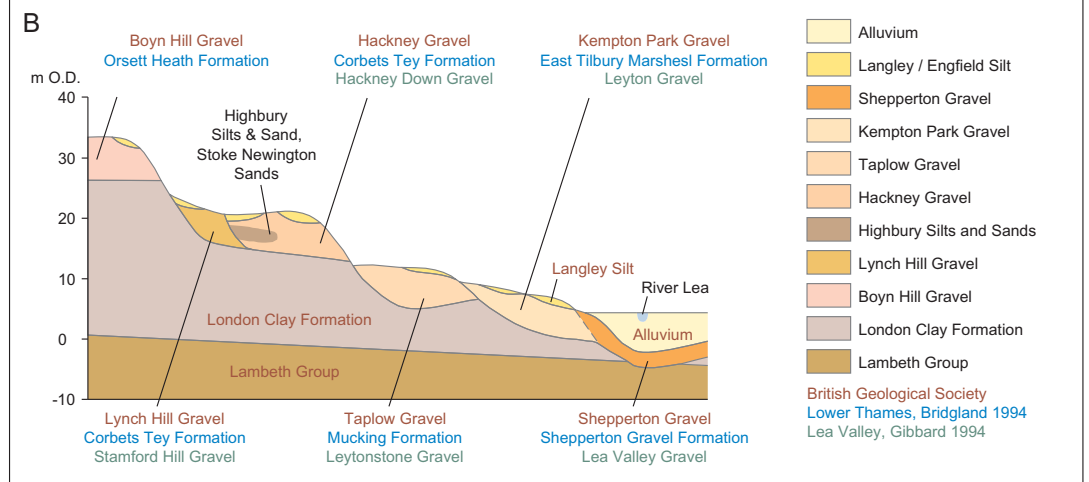 B
Boyn Hill Gravel
Orsett Heath Formation
Hackney Gravel
Corbets Tey Formation
Hackney Down Gravel
Kempton Park Gravel
East Tilbury Marshesl Formation
Leyton Gravel
m O.D.
40
30
20
10
0
-10
Highbury
Silts & Sand,
Stoke Newington
Sands
Langley Silt
River Lea
London Clay Formation
Alluvium
Lambeth Group
Lynch Hill Gravel
Corbets Tey Formation
Stamford Hill Gravel
Taplow Gravel
Mucking Formation
Leytonstone Gravel
Shepperton Gravel
Shepperton Gravel Formation
Lea Valley Gravel
Alluvium
Langley / Engfield Silt
Shepperton Gravel
Kempton Park Gravel
Taplow Gravel
Hackney Gravel
Highbury Silts and Sands
Lynch Hill Gravel
Boyn Hill Gravel
London Clay Formation
Lambeth Group
British Geological Society
Lower Thames, Bridgland 1994
Lea Valley, Gibbard 1994